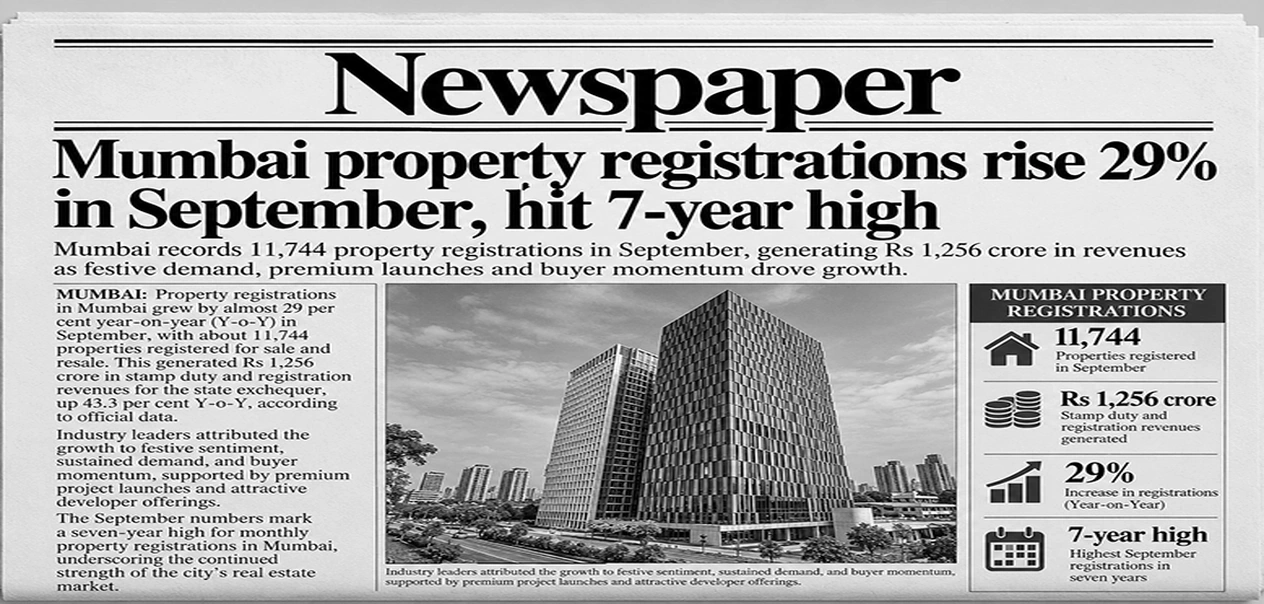 Newspaper
Mumbai property registrations rise 29%
in September, hit 7-year high
Mumbai records 11,744 property registrations in September, generating Rs 1,256 crore in revenues
as festive demand, premium launches and buyer momentum drove growth.
MUMBAI: Property registrations
in Mumbai grew by almost 29 per
cent year-on-year (Y-o-Y) in
September, with about 11,744
properties registered for sale and
resale. This generated Rs 1,256
crore in stamp duty and registration
revenues for the state exchequer,
up 43.3 per cent Y-o-Y, according
to official data.
Industry leaders attributed the
growth to festive sentiment,
sustained demand, and buyer
momentum, supported by premium
project launches and attractive
developer offerings.
The September numbers mark
a seven-year high for monthly
property registrations in Mumbai,
underscoring the continued
strength of the city's real estate
market.
Industry leaders attributed the growth to festive sentiment, sustained demand, and buyer momentum,
supported by premium project launches and attractive developer offerings.
MUMBAI PROPERTY
REGISTRATIONS
11,744
Properties registered
in September
Rs 1,256 crore
Stamp duty and
registration revenues
generated
29%
Increase in registrations
(Year-on-Year)
7-year high
Highest September
registrations in
seven years